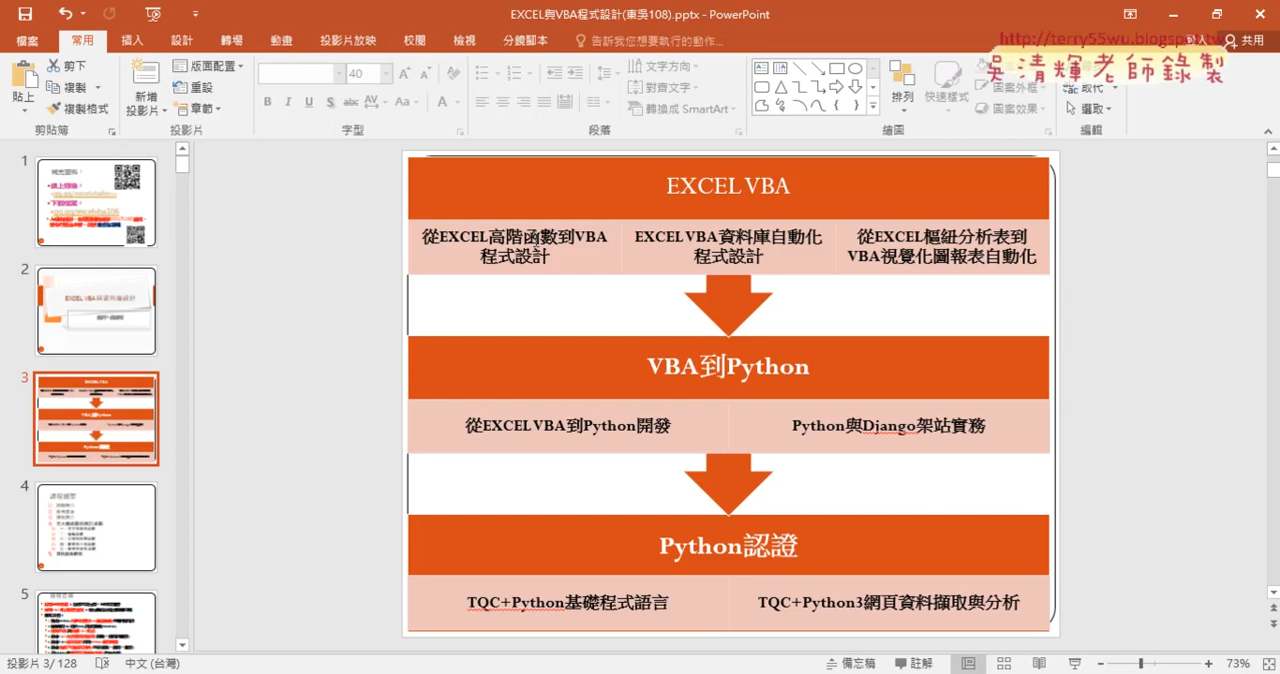 EXCEL與VBA程式設計(東吳108).pptx - PowerPoint
http://terry55wu.blogspot.tw
吳清輝老師錄製
檔案 常用 插入 設計 轉場 動畫 投影片放映 校閱 檢視 分鏡腳本 告訴我您想要執行的動作... 共用
剪下
複製
複製格式
貼上
剪貼簿
新增
投影片
版面配置
重設
章節
投影片
40
B I U S abc AV Aa A
字型
文字方向
對齊文字
轉換成 SmartArt
段落
排列
快速樣式
圖案外框
圖案效果
繪圖
取代
選取
編輯
1
2
3
4
5
EXCEL VBA
從EXCEL高階函數到VBA
程式設計
EXCEL VBA資料庫自動化
程式設計
從EXCEL樞紐分析表到
VBA視覺化圖報表自動化
VBA到Python
從EXCEL VBA到Python開發
Python與Django架站實務
Python認證
TQC+Python基礎程式語言
TQC+Python3網頁資料擷取與分析
投影片 3/128 中文 (台灣) 備忘稿 註解 73%